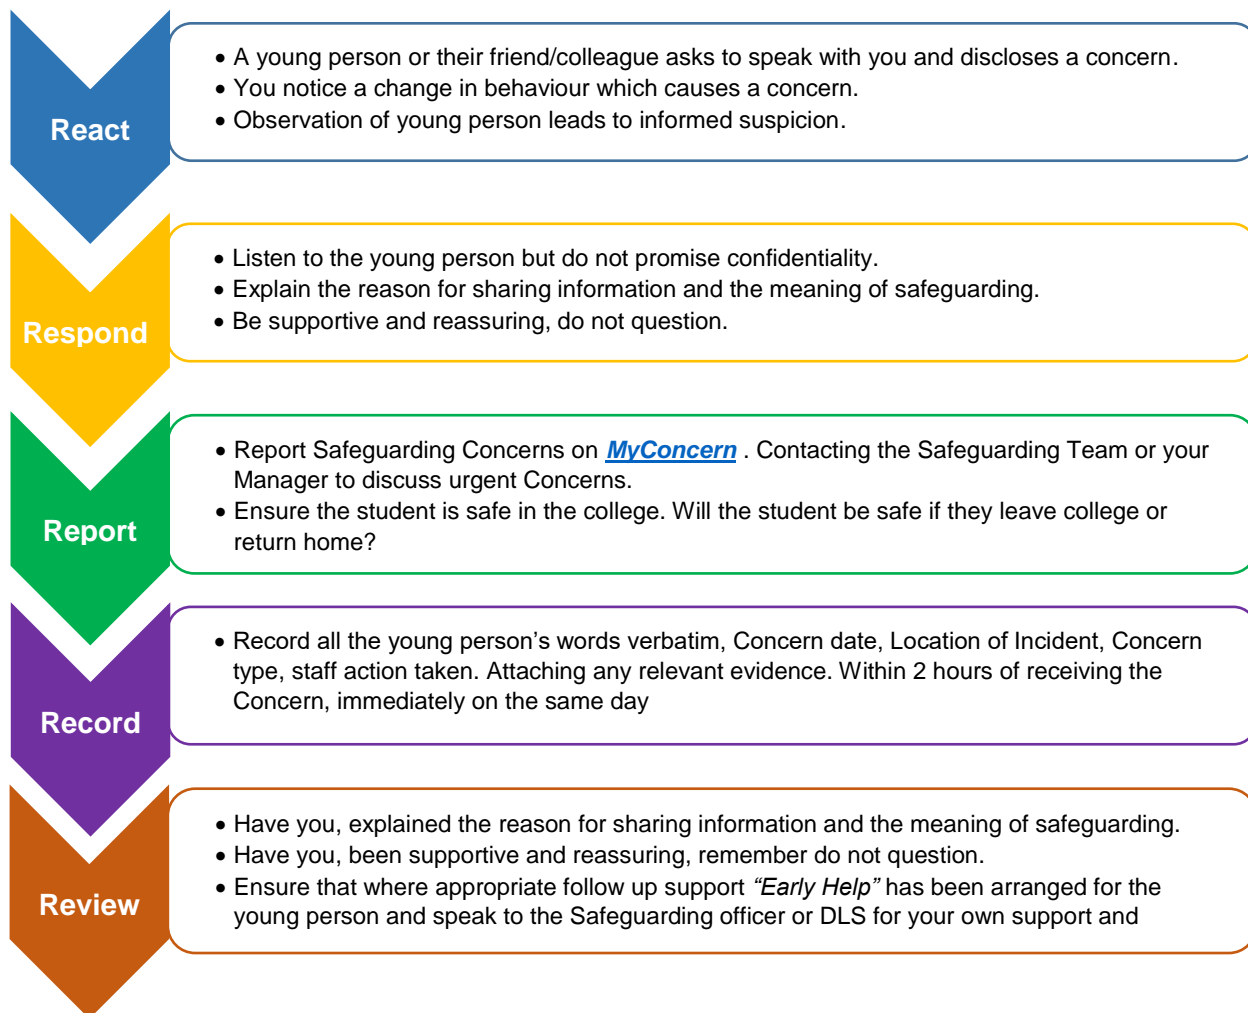 React
• A young person or their friend/colleague asks to speak with you and discloses a concern.
• You notice a change in behaviour which causes a concern.
• Observation of young person leads to informed suspicion.
Respond
• Listen to the young person but do not promise confidentiality.
• Explain the reason for sharing information and the meaning of safeguarding.
• Be supportive and reassuring, do not question.
Report
• Report Safeguarding Concerns on MyConcern . Contacting the Safeguarding Team or your
Manager to discuss urgent Concerns.
• Ensure the student is safe in the college. Will the student be safe if they leave college or
return home?
Record
• Record all the young person’s words verbatim, Concern date, Location of Incident, Concern
type, staff action taken. Attaching any relevant evidence. Within 2 hours of receiving the
Concern, immediately on the same day
Review
• Have you, explained the reason for sharing information and the meaning of safeguarding.
• Have you, been supportive and reassuring, remember do not question.
• Ensure that where appropriate follow up support “Early Help” has been arranged for the
young person and speak to the Safeguarding officer or DLS for your own support and